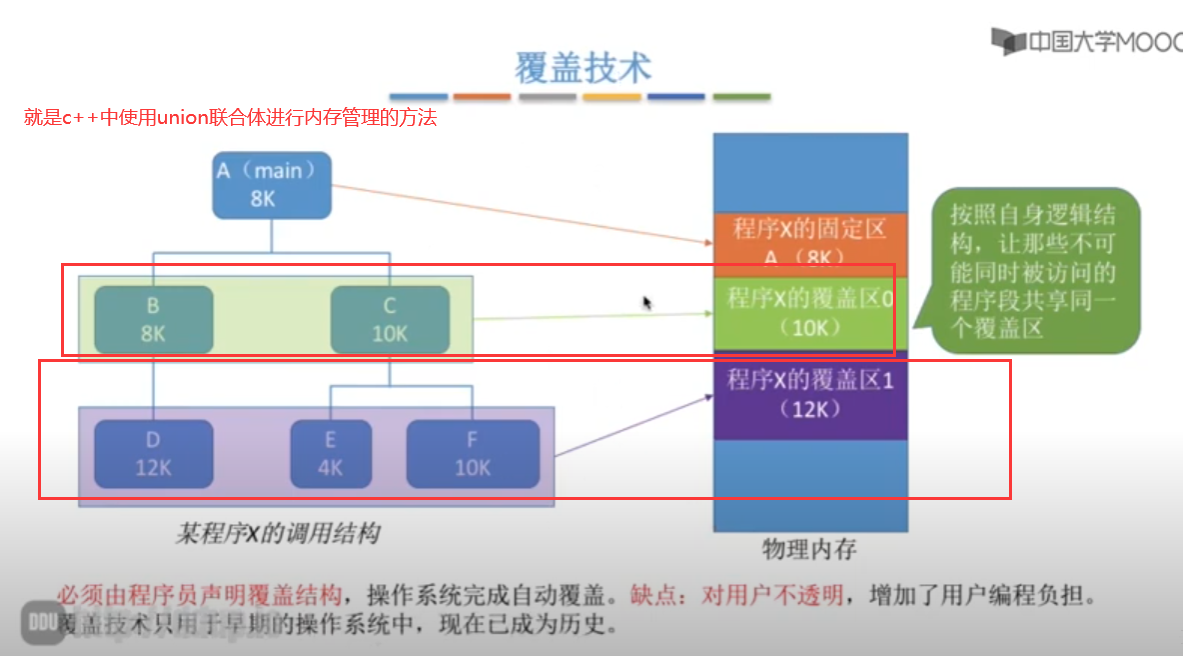 中国大学MOOC
覆盖技术
就是c++中使用union联合体进行内存管理的方法
A（main）
8K
B
8K
C
10K
D
12K
E
4K
F
10K
某程序X的调用结构
程序X的固定区
A （8K）
程序X的覆盖区0
（10K）
程序X的覆盖区1
（12K）
物理内存
按照自身逻辑结
构，让那些不可
能同时被访问的
程序段共享同一
个覆盖区
必须由程序员声明覆盖结构，操作系统完成自动覆盖。缺点：对用户不透明，增加了用户编程负担。
覆盖技术只用于早期的操作系统中，现在已成为历史。
DDU